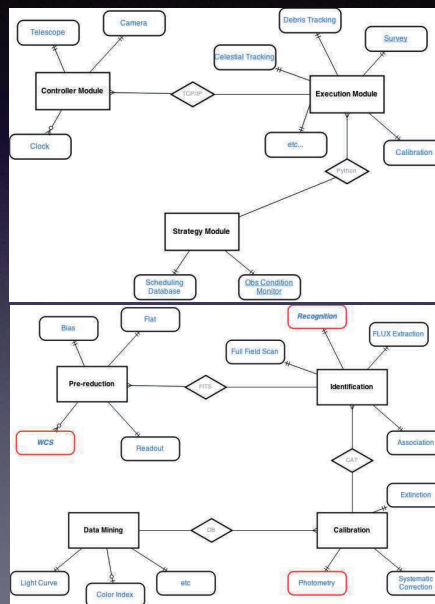 Debris Tracking
Camera
Telescope
Survey
Celestial Tracking
Controller Module
TCP/IP
Execution Module
Clock
etc...
Calibration
Python
Strategy Module
Scheduling
Database
Obs Condition
Monitor
Recognition
Bias
Flat
FLUX Extraction
Full Field Scan
Pre-reduction
FITS
Identification
WCS
Readout
Association
CAT
Extinction
Data Mining
DB
Calibration
Light Curve
Color Index
etc
Photometry
Systematic
Correction